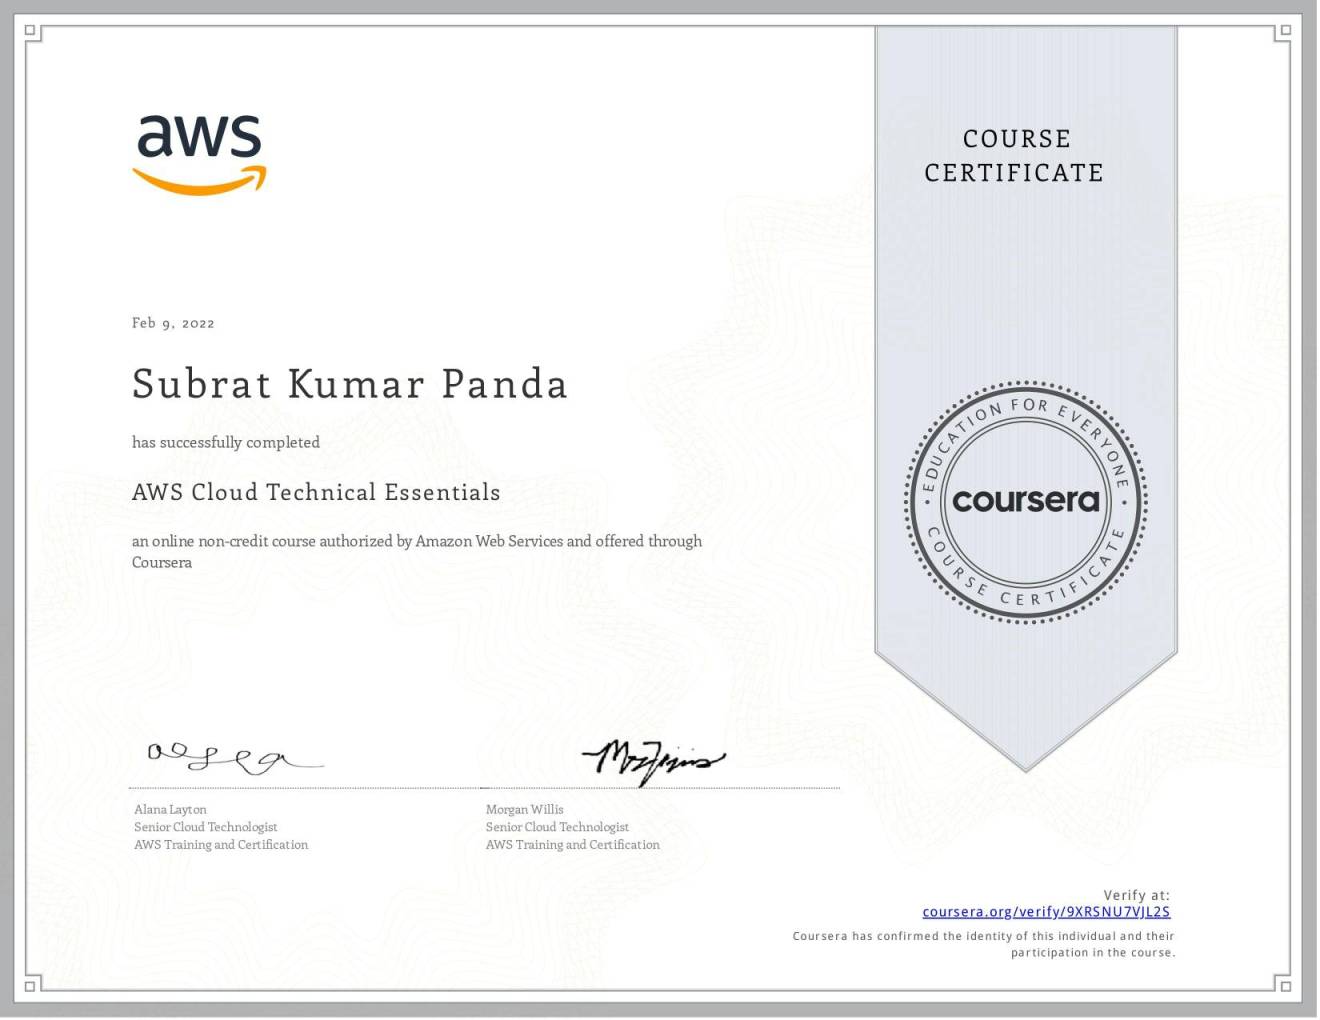 aws
COURSE
CERTIFICATE
Feb 9, 2022
Subrat Kumar Panda
has successfully completed
AWS Cloud Technical Essentials
an online non-credit course authorized by Amazon Web Services and offered through
Coursera
EDUCATION FOR EVERYONE
coursera
COURSE CERTIFICATE
Alana Layton
Senior Cloud Technologist
AWS Training and Certification
Morgan Willis
Senior Cloud Technologist
AWS Training and Certification
Verify at:
coursera.org/verify/9XRSNU7VJL2S
Coursera has confirmed the identity of this individual and their
participation in the course.